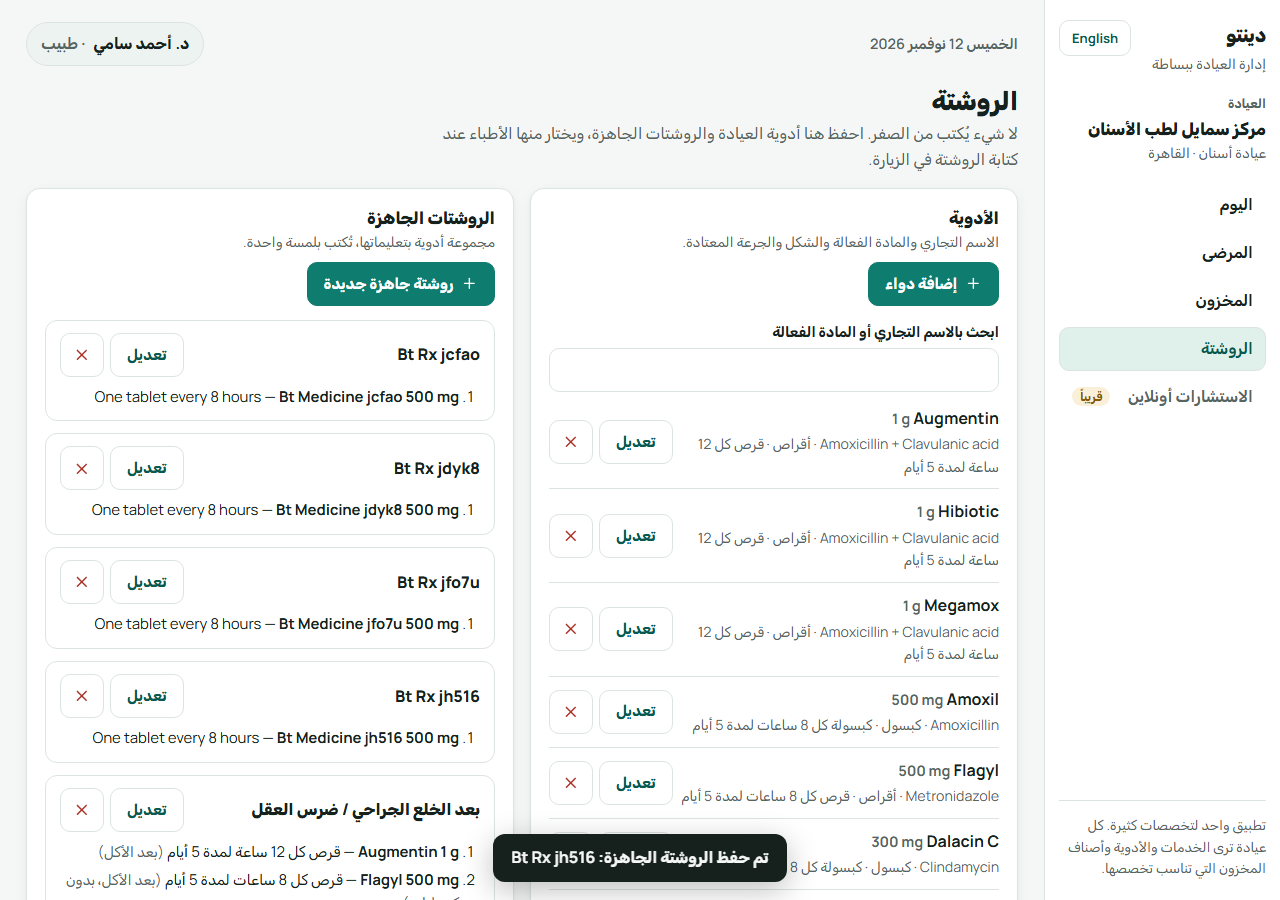 دينتو
English
إدارة العيادة ببساطة
العيادة
مركز سمايل لطب الأسنان
عيادة أسنان · القاهرة
اليوم
المرضى
المخزون
الروشتة
الاستشارات أونلاين
قريباً
تطبيق واحد لتخصصات كثيرة. كل
عيادة ترى الخدمات والأدوية وأصناف
المخزون التي تناسب تخصصها.
الخميس 12 نوفمبر 2026
د. أحمد سامي · طبيب
الروشتة
لا شيء يُكتب من الصفر. احفظ هنا أدوية العيادة والروشتات الجاهزة، ويختار منها الأطباء عند
كتابة الروشتة في الزيارة.
الأدوية
الاسم التجاري والمادة الفعالة والشكل والجرعة المعتادة.
+ إضافة دواء
ابحث بالاسم التجاري أو المادة الفعالة
Augmentin 1 g
Amoxicillin + Clavulanic acid · أقراص · قرص كل 12
ساعة لمدة 5 أيام
تعديل ×
Hibiotic 1 g
Amoxicillin + Clavulanic acid · أقراص · قرص كل 12
ساعة لمدة 5 أيام
تعديل ×
Megamox 1 g
Amoxicillin + Clavulanic acid · أقراص · قرص كل 12
ساعة لمدة 5 أيام
تعديل ×
Amoxil 500 mg
Amoxicillin · كبسول · كبسولة كل 8 ساعات لمدة 5 أيام
تعديل ×
Flagyl 500 mg
Metronidazole · أقراص · قرص كل 8 ساعات لمدة 5 أيام
تعديل ×
Dalacin C 300 mg
Clindamycin · كبسول · كبسولة كل 8
الروشتات الجاهزة
مجموعة أدوية بتعليماتها، تُكتب بلمسة واحدة.
+ روشتة جاهزة جديدة
Bt Rx jcfao
تعديل ×
1. Bt Medicine jcfao 500 mg — One tablet every 8 hours
Bt Rx jdyk8
تعديل ×
1. Bt Medicine jdyk8 500 mg — One tablet every 8 hours
Bt Rx jfo7u
تعديل ×
1. Bt Medicine jfo7u 500 mg — One tablet every 8 hours
Bt Rx jh516
تعديل ×
1. Bt Medicine jh516 500 mg — One tablet every 8 hours
بعد الخلع الجراحي / ضرس العقل
تعديل ×
1. Augmentin 1 g — قرص كل 12 ساعة لمدة 5 أيام (بعد الأكل)
2. Flagyl 500 mg — قرص كل 8 ساعات لمدة 5 أيام (بعد الأكل، بدون
تم حفظ الروشتة الجاهزة: Bt Rx jh516